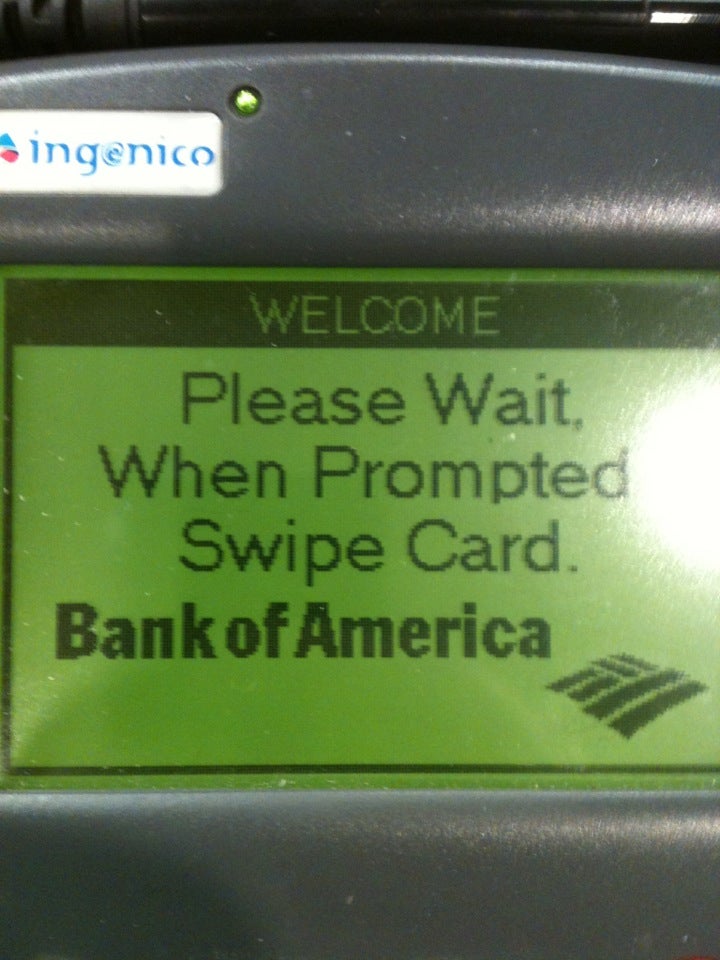 ingenico
WELCOME
Please Wait,
When Prompted
Swipe Card.
Bank of America